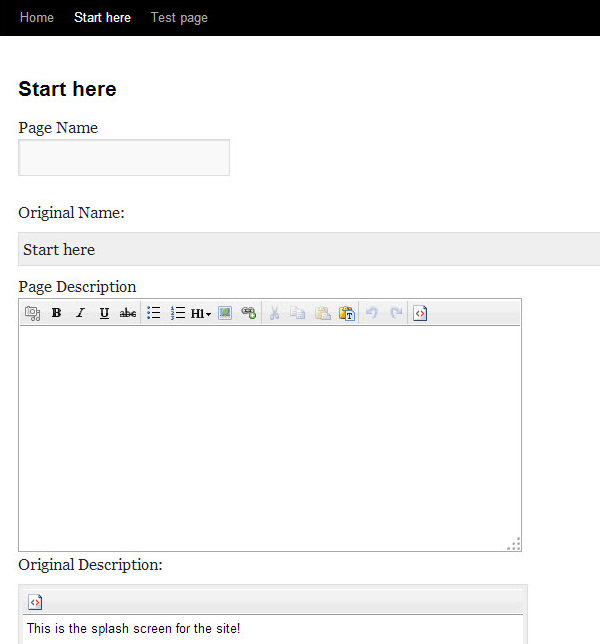 Home Start here Test page
Start here
Page Name
Original Name:
Start here
Page Description
B I U abc H1
Original Description:
This is the splash screen for the site!